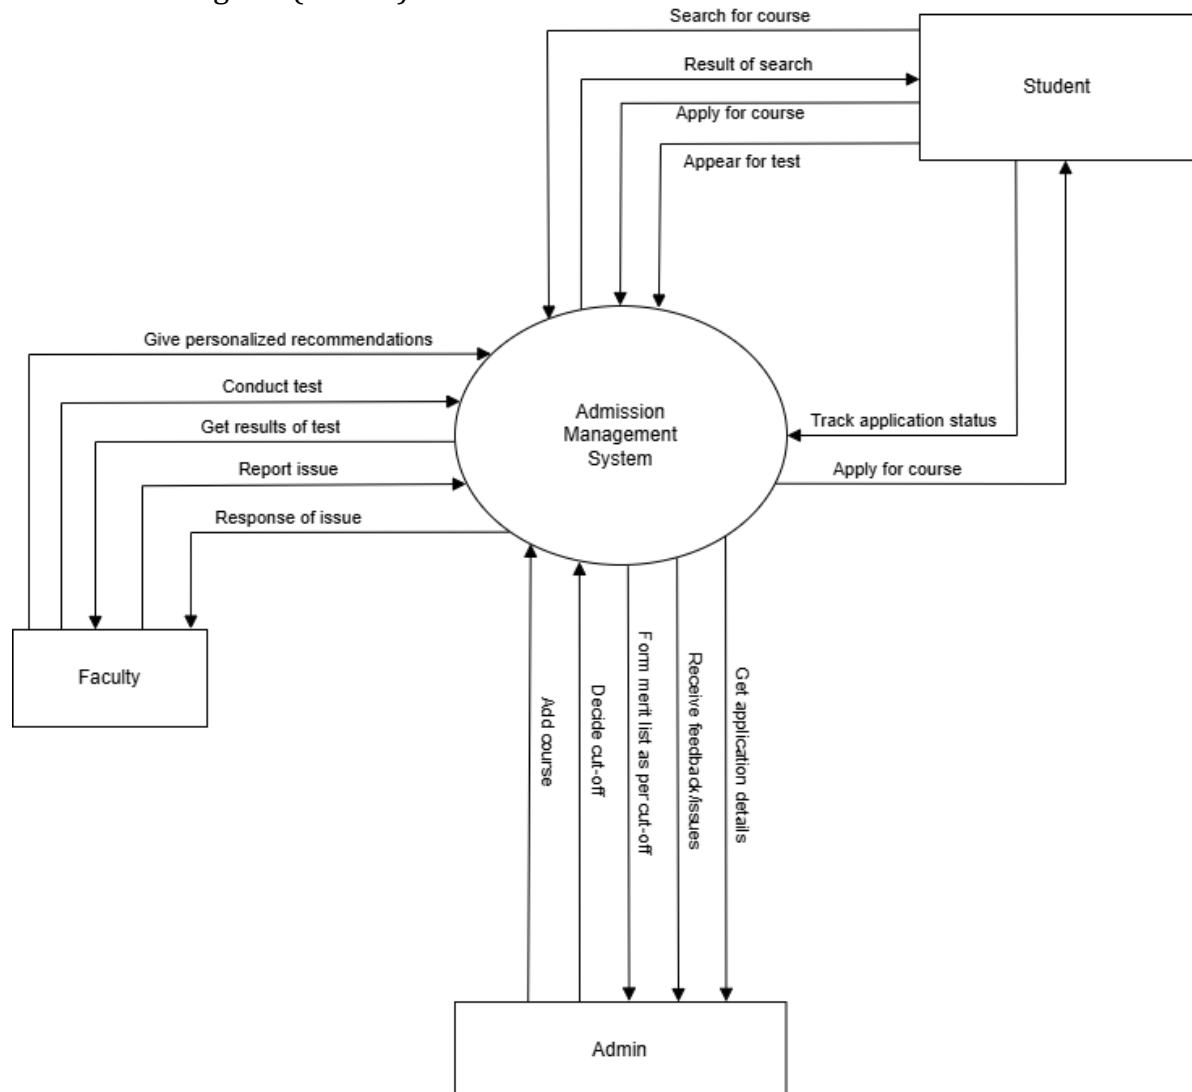 Search for course
Result of search
Student
Apply for course
Appear for test
Give personalized recommendations
Conduct test
Get results of test
Report issue
Response of issue
Admission
Management
System
Track application status
Apply for course
Faculty
Add course
Decide cut-off
Form merit list as per cut-off
Receive feedback/issues
Get application details
Admin